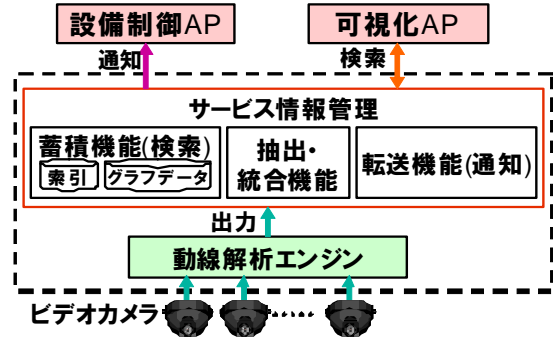 設備制御AP 可視化AP
通知 検索
サービス情報管理
蓄積機能(検索) 抽出・ 転送機能(通知)
索引 グラフデータ 統合機能
出力
動線解析エンジン
ビデオカメラ